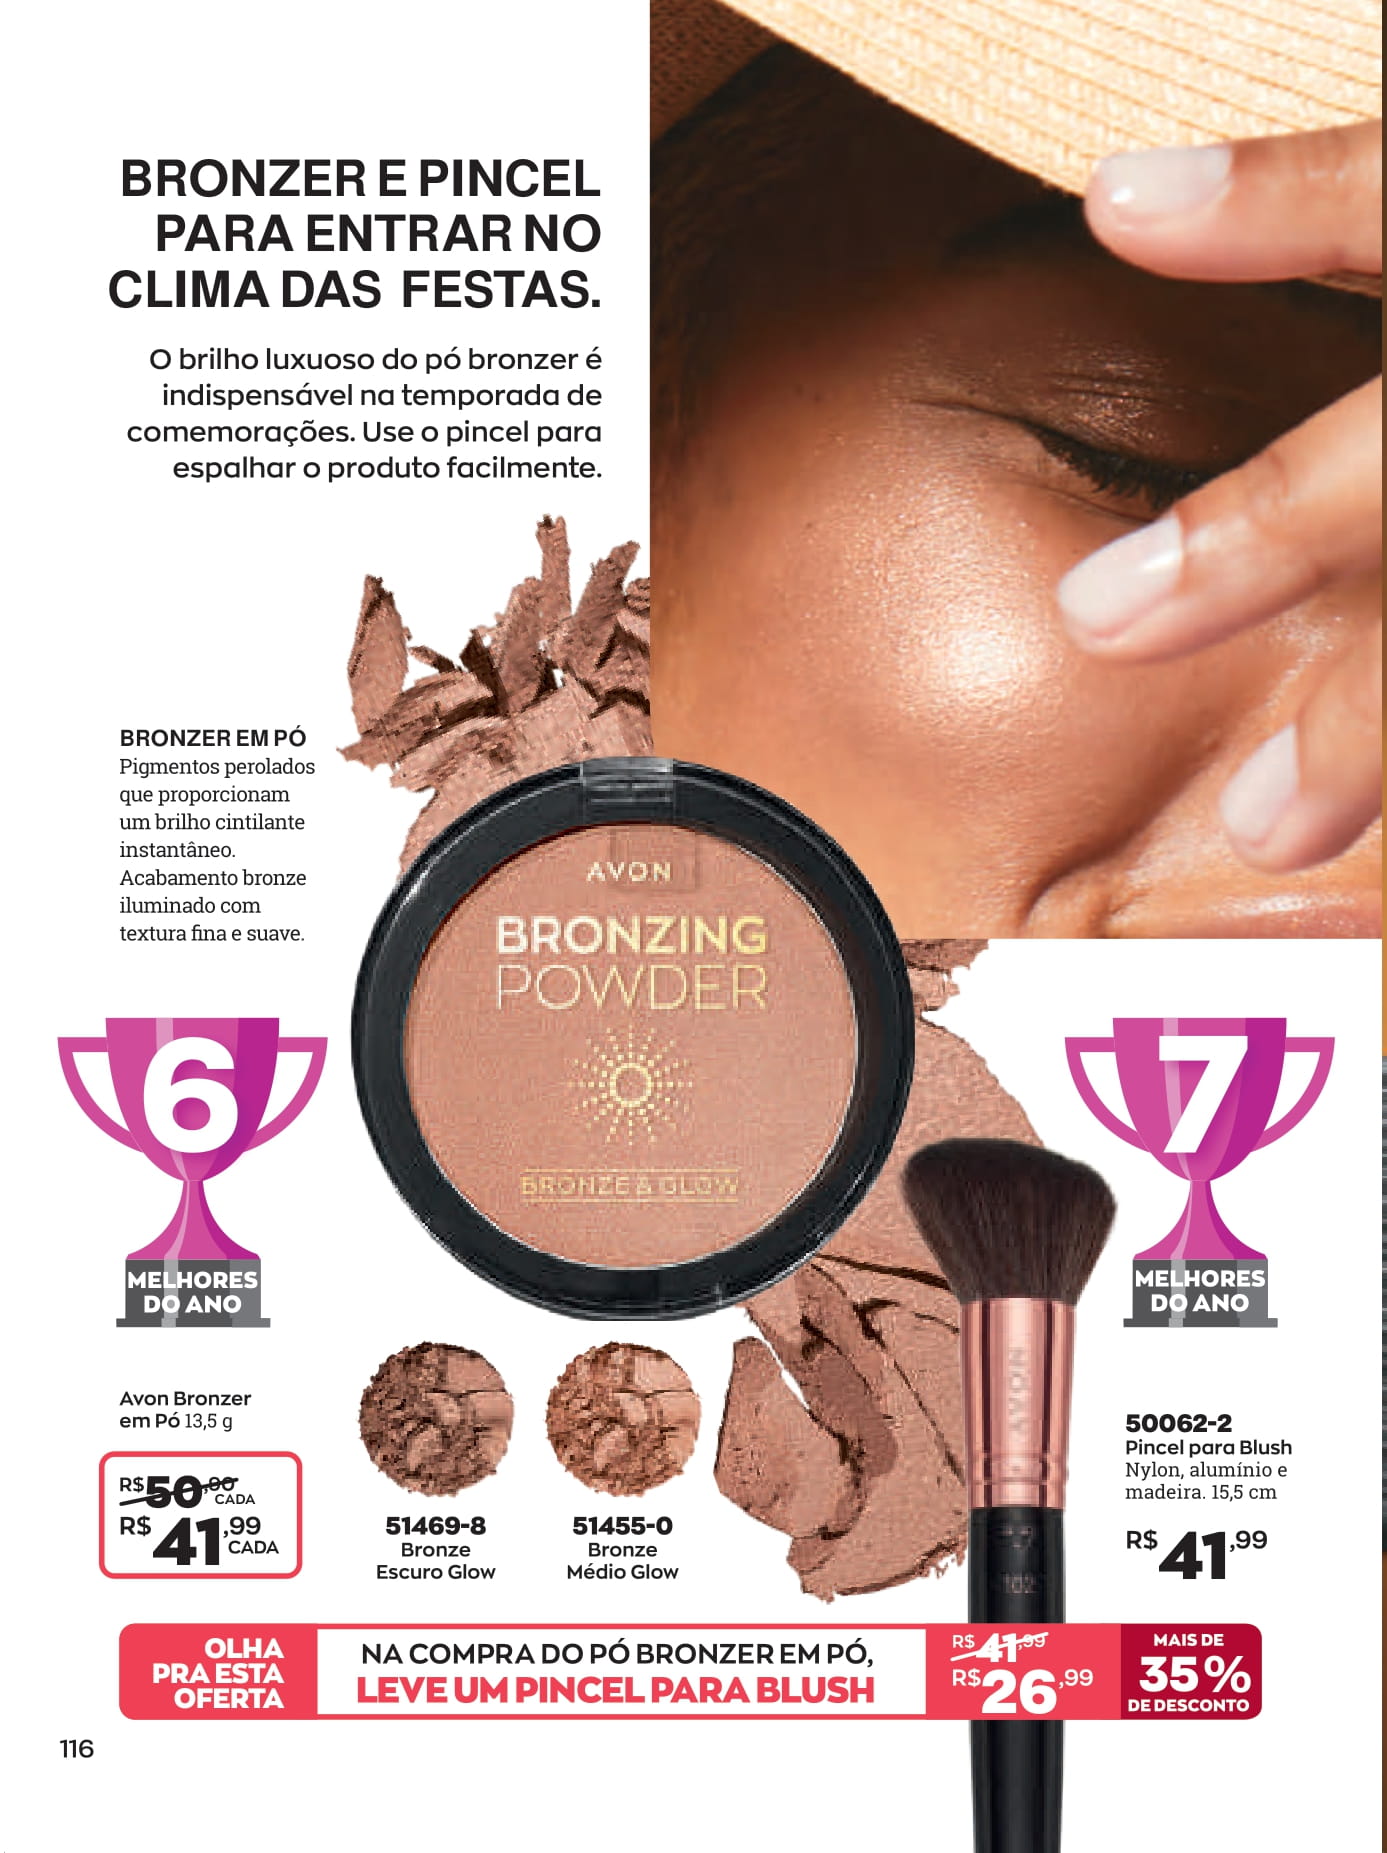 BRONZER E PINCEL
PARA ENTRAR NO
CLIMA DAS FESTAS.
O brilho luxuoso do pó bronzer é
indispensável na temporada de
comemorações. Use o pincel para
espalhar o produto facilmente.
BRONZER EM PÓ
Pigmentos perolados
que proporcionam
um brilho cintilante
instantâneo.
Acabamento bronze
iluminado com
textura fina e suave.
AVON
BRONZING
POWDER
BRONZE & GLOW
6
MELHORES
DO ANO
7
MELHORES
DO ANO
Avon Bronzer
em Pó 13,5 g
R$ 50,90 CADA
R$ 41,99 CADA
51469-8
Bronze
Escuro Glow
51455-0
Bronze
Médio Glow
AVON
102
50062-2
Pincel para Blush
Nylon, alumínio e
madeira. 15,5 cm
R$ 41,99
OLHA
PRA ESTA
OFERTA
NA COMPRA DO PÓ BRONZER EM PÓ,
LEVE UM PINCEL PARA BLUSH
R$ 41,99
R$ 26,99
MAIS DE
35%
DE DESCONTO
116